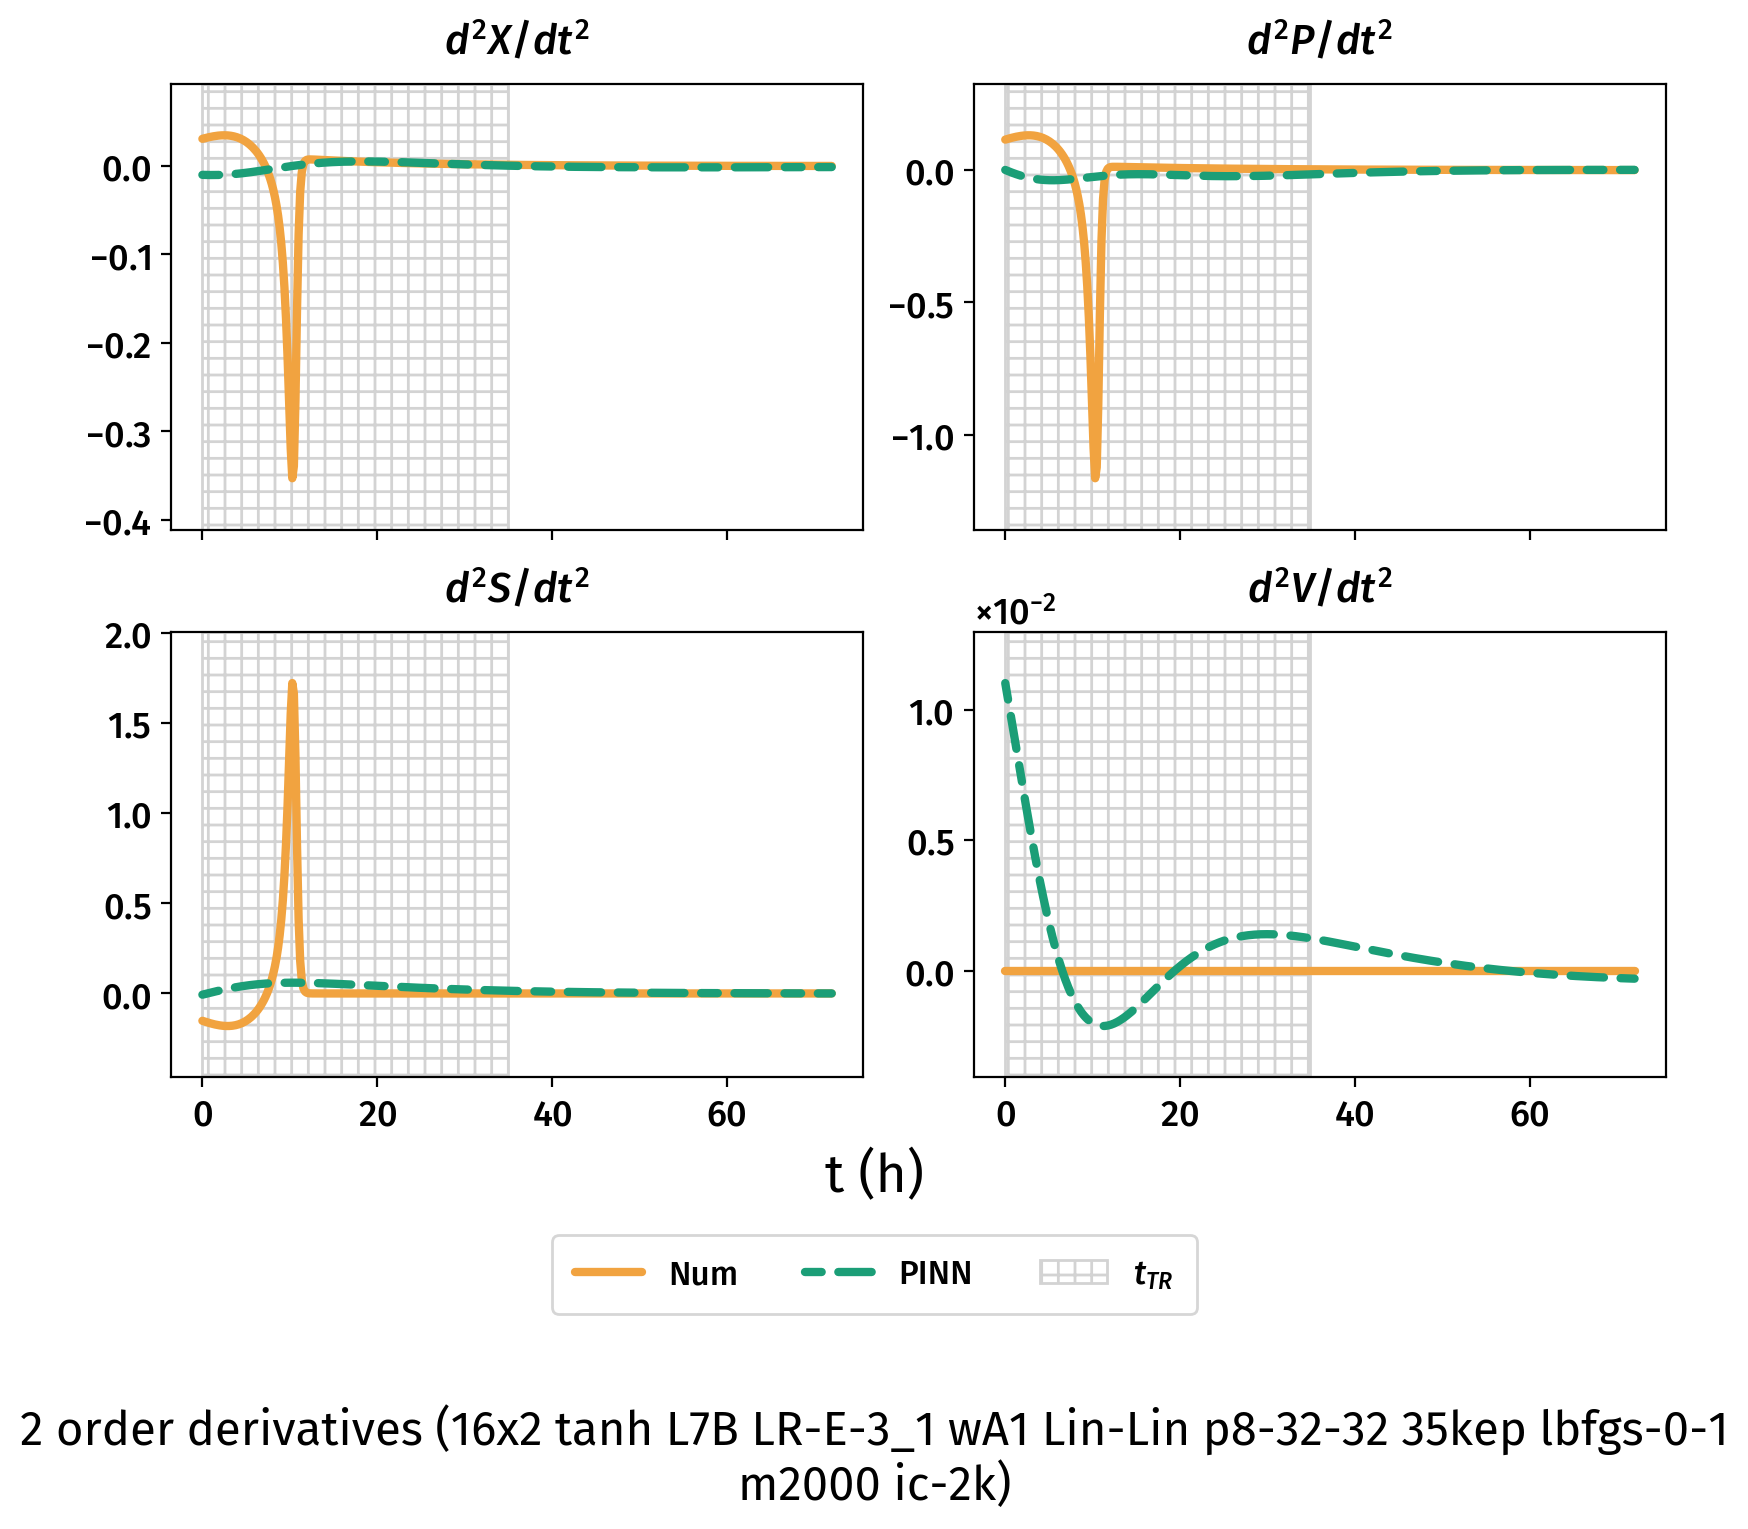 d²X/dt²
d²P/dt²
0.0
−0.1
−0.2
−0.3
−0.4
0.0
−0.5
−1.0
d²S/dt²
d²V/dt²
×10⁻²
2.0
1.5
1.0
0.5
0.0
1.0
0.5
0.0
0 20 40 60
0 20 40 60
t (h)
Num PINN t_TR
2 order derivatives (16x2 tanh L7B LR-E-3_1 wA1 Lin-Lin p8-32-32 35kep lbfgs-0-1
m2000 ic-2k)